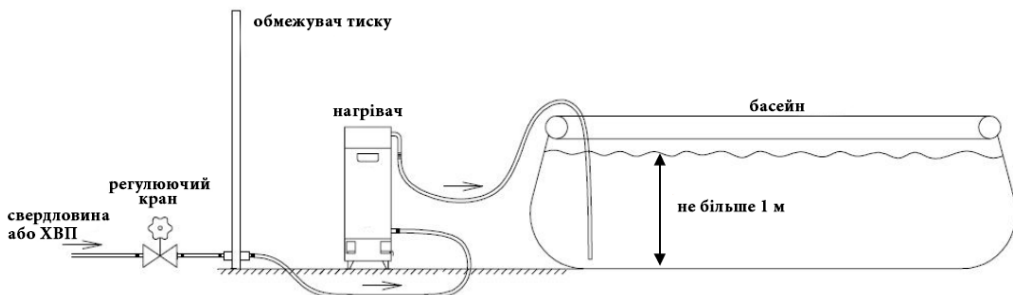 обмежувач тиску
нагрівач
басейн
регулюючий
кран
свердловина
або ХВП
не більше 1 м